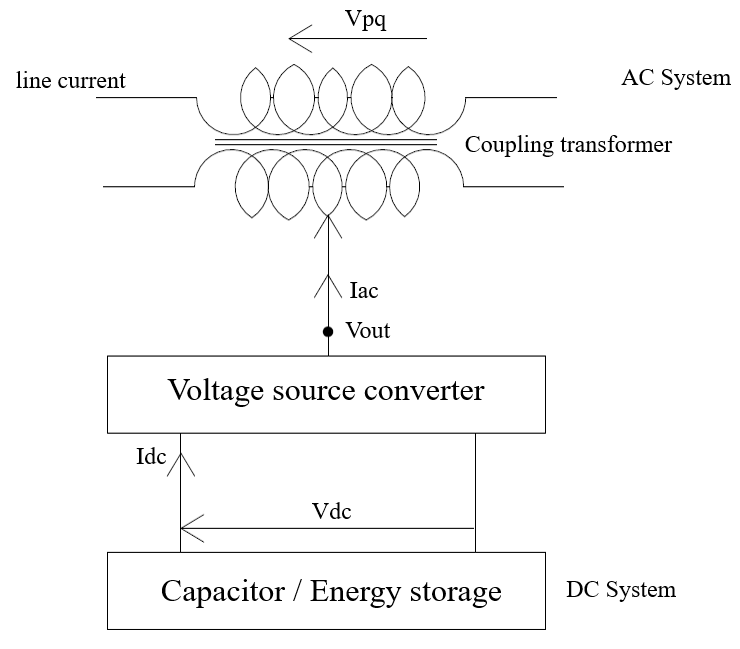 Vpq
line current
AC System
Coupling transformer
Iac
Vout
Voltage source converter
Idc
Vdc
Capacitor / Energy storage
DC System